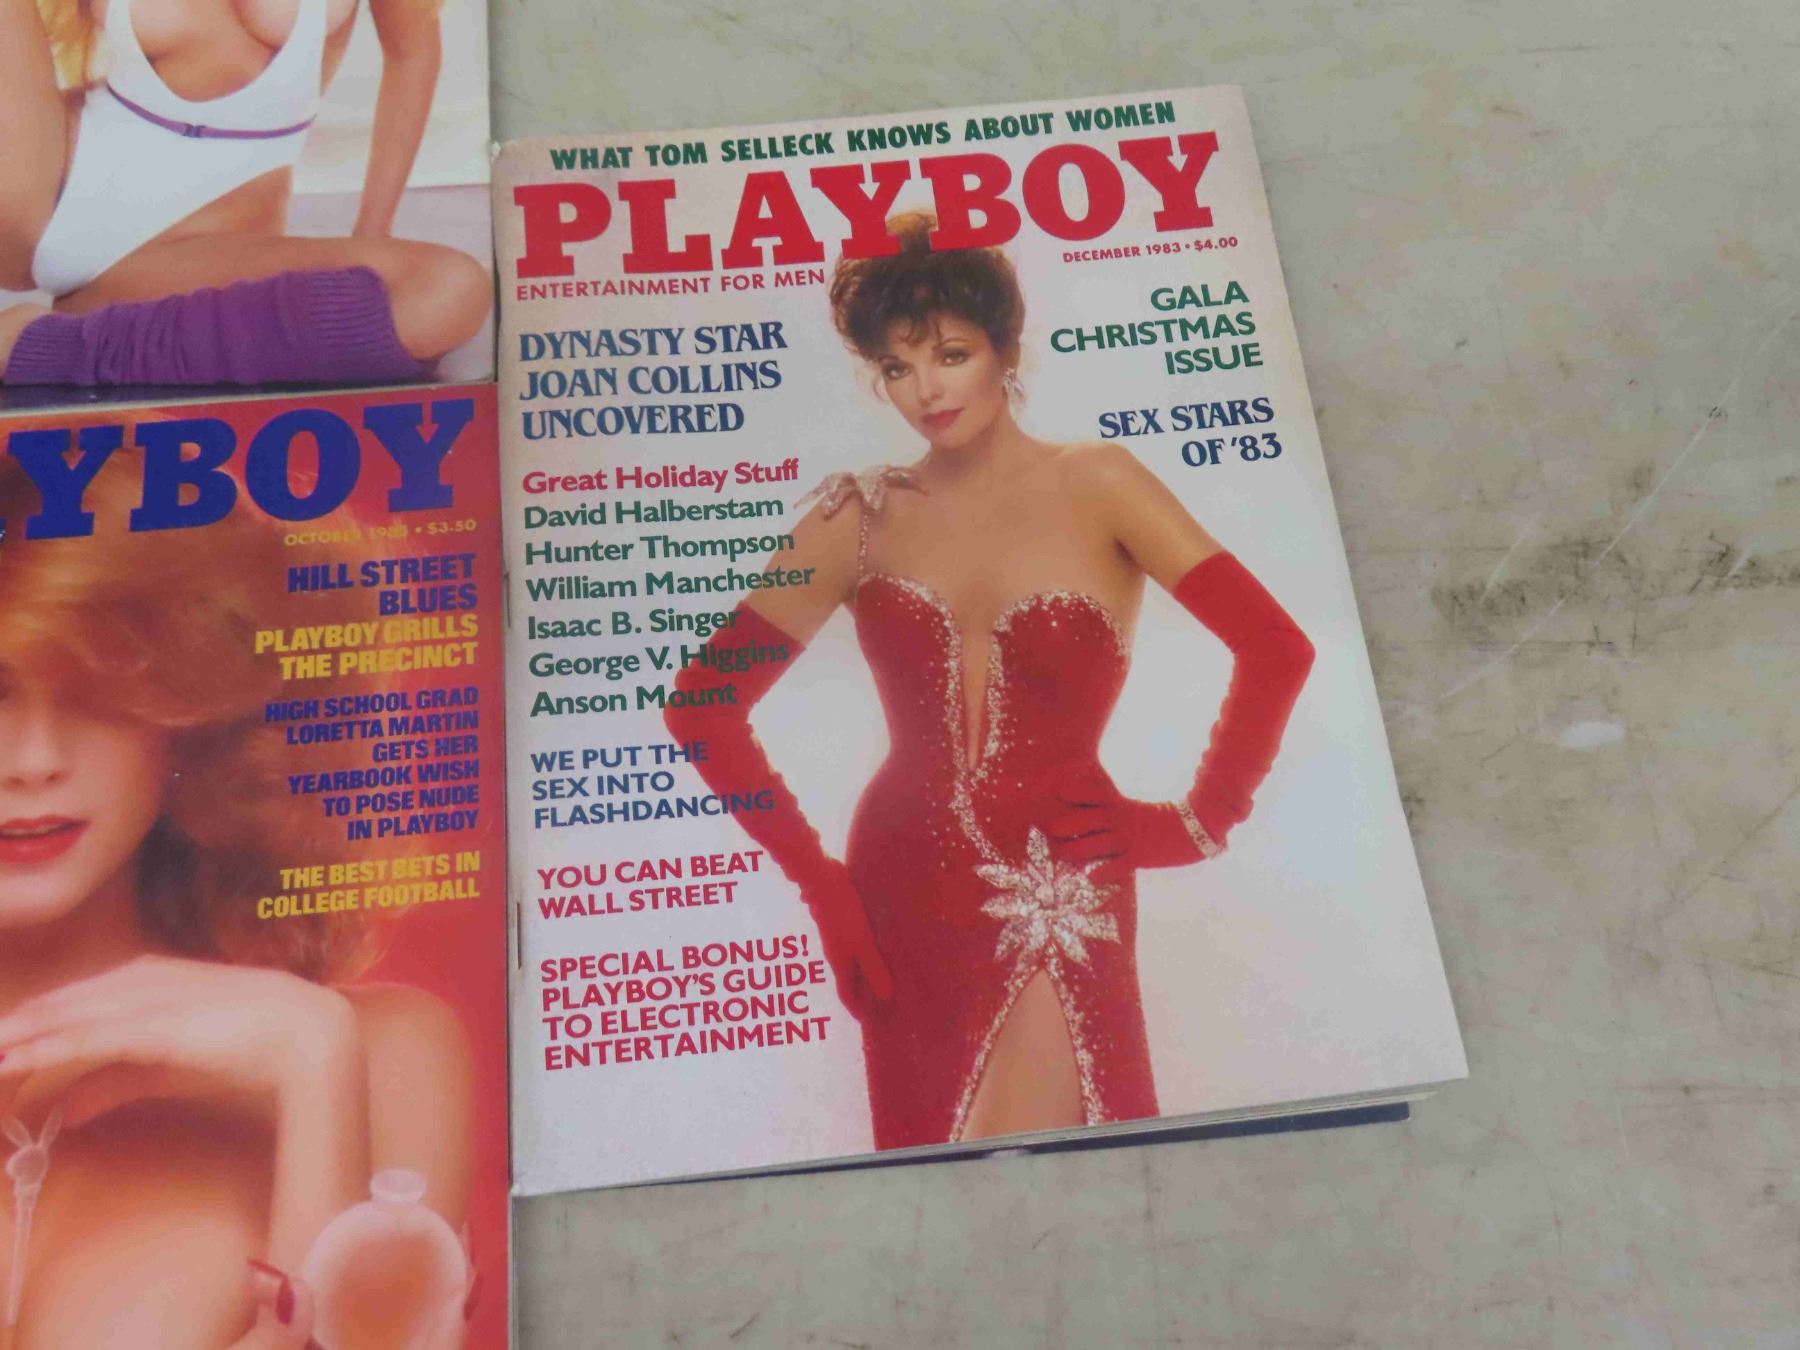 WHAT TOM SELLECK KNOWS ABOUT WOMEN
PLAYBOY
ENTERTAINMENT FOR MEN
DECEMBER 1983 • $4.00
DYNASTY STAR
JOAN COLLINS
UNCOVERED
Great Holiday Stuff
David Halberstam
Hunter Thompson
William Manchester
Isaac B. Singer
George V. Higgins
Anson Mount
WE PUT THE
SEX INTO
FLASHDANCING
YOU CAN BEAT
WALL STREET
SPECIAL BONUS!
PLAYBOY'S GUIDE
TO ELECTRONIC
ENTERTAINMENT
GALA
CHRISTMAS
ISSUE
SEX STARS
OF '83
YBOY
OCTOBER 1983 • $3.50
HILL STREET
BLUES
PLAYBOY GRILLS
THE PRECINCT
HIGH SCHOOL GRAD
LORETTA MARTIN
GETS HER
YEARBOOK WISH
TO POSE NUDE
IN PLAYBOY
THE BEST BETS IN
COLLEGE FOOTBALL